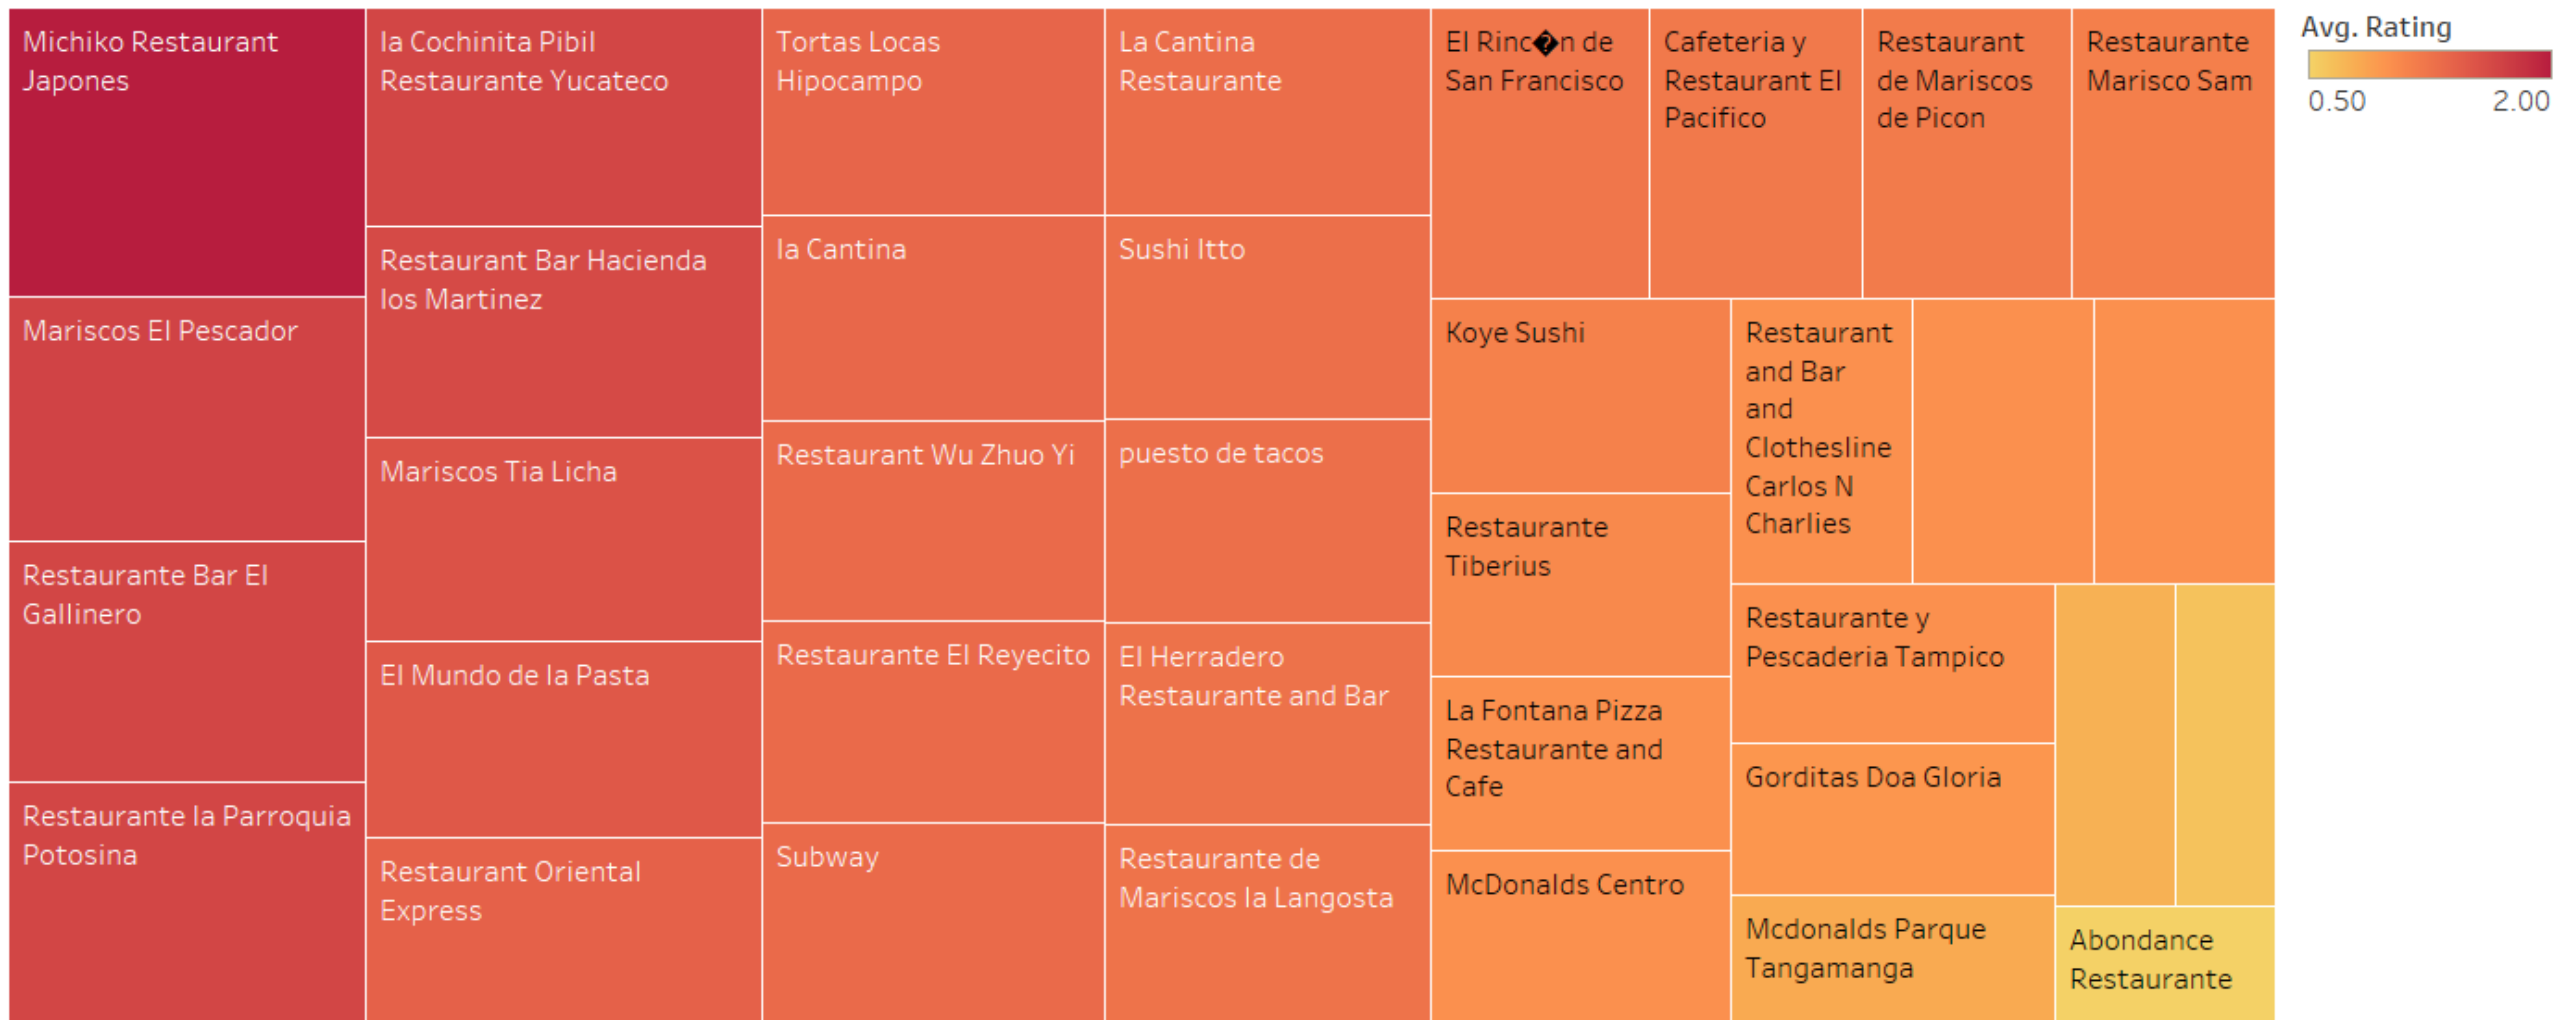 Michiko Restaurant
Japones
Mariscos El Pescador
Restaurante Bar El
Gallinero
Restaurante la Parroquia
Potosina
la Cochinita Pibil
Restaurante Yucateco
Restaurant Bar Hacienda
los Martinez
Mariscos Tia Licha
El Mundo de la Pasta
Restaurant Oriental
Express
Tortas Locas
Hipocampo
la Cantina
Restaurant Wu Zhuo Yi
Restaurante El Reyecito
Subway
La Cantina
Restaurante
Sushi Itto
puesto de tacos
El Herradero
Restaurante and Bar
Restaurante de
Mariscos la Langosta
El Rinc�n de
San Francisco
Cafeteria y
Restaurant El
Pacifico
Restaurant
de Mariscos
de Picon
Restaurante
Marisco Sam
Koye Sushi
Restaurante
Tiberius
La Fontana Pizza
Restaurante and
Cafe
McDonalds Centro
Restaurant
and Bar
and
Clothesline
Carlos N
Charlies
Restaurante y
Pescaderia Tampico
Gorditas Doa Gloria
Mcdonalds Parque
Tangamanga
Abondance
Restaurante
Avg. Rating
0.50 2.00